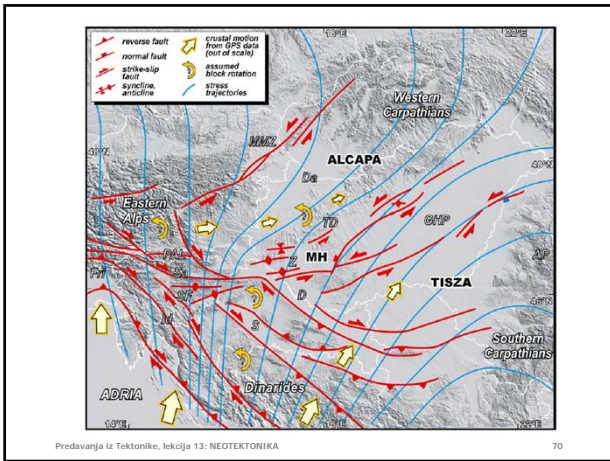 reverse fault
normal fault
strike-slip
fault
syncline,
anticline
crustal motion
from GPS data
(out of scale)
assumed
block rotation
stress
trajectories
18°E
22°E
Western
Carpathians
MMZ
48°N
ALCAPA
48°N
Da
Eastern
Alps
TD
CHP
PAL
MH
AP
Fri
Sa
Z
TISZA
SF
D
46°N
Id
S
Southern
Carpathians
Dinarides
ADRIA
14°E
18°E
22°E
Predavanja iz Tektonike, lekcija 13: NEOTEKTONIKA
70